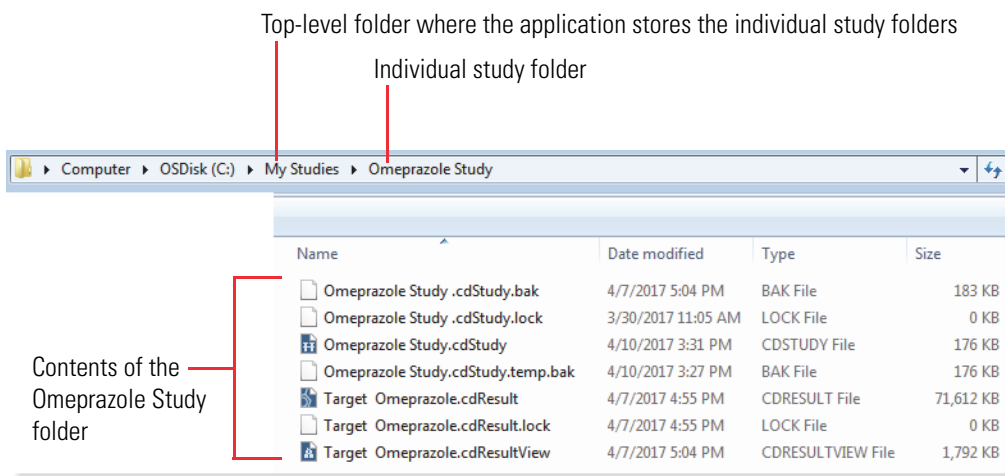 Top-level folder where the application stores the individual study folders
Individual study folder
Computer OSDisk (C:) My Studies Omeprazole Study
Name Date modified Type Size
Omeprazole Study .cdStudy.bak 4/7/2017 5:04 PM BAK File 183 KB
Omeprazole Study .cdStudy.lock 3/30/2017 11:05 AM LOCK File 0 KB
Omeprazole Study.cdStudy 4/10/2017 3:31 PM CDSTUDY File 176 KB
Omeprazole Study.cdStudy.temp.bak 4/10/2017 3:27 PM BAK File 176 KB
Target Omeprazole.cdResult 4/7/2017 4:55 PM CDRESULT File 71,612 KB
Target Omeprazole.cdResult.lock 4/7/2017 4:55 PM LOCK File 0 KB
Target Omeprazole.cdResultView 4/7/2017 5:04 PM CDRESULTVIEW File 1,792 KB
Contents of the
Omeprazole Study
folder